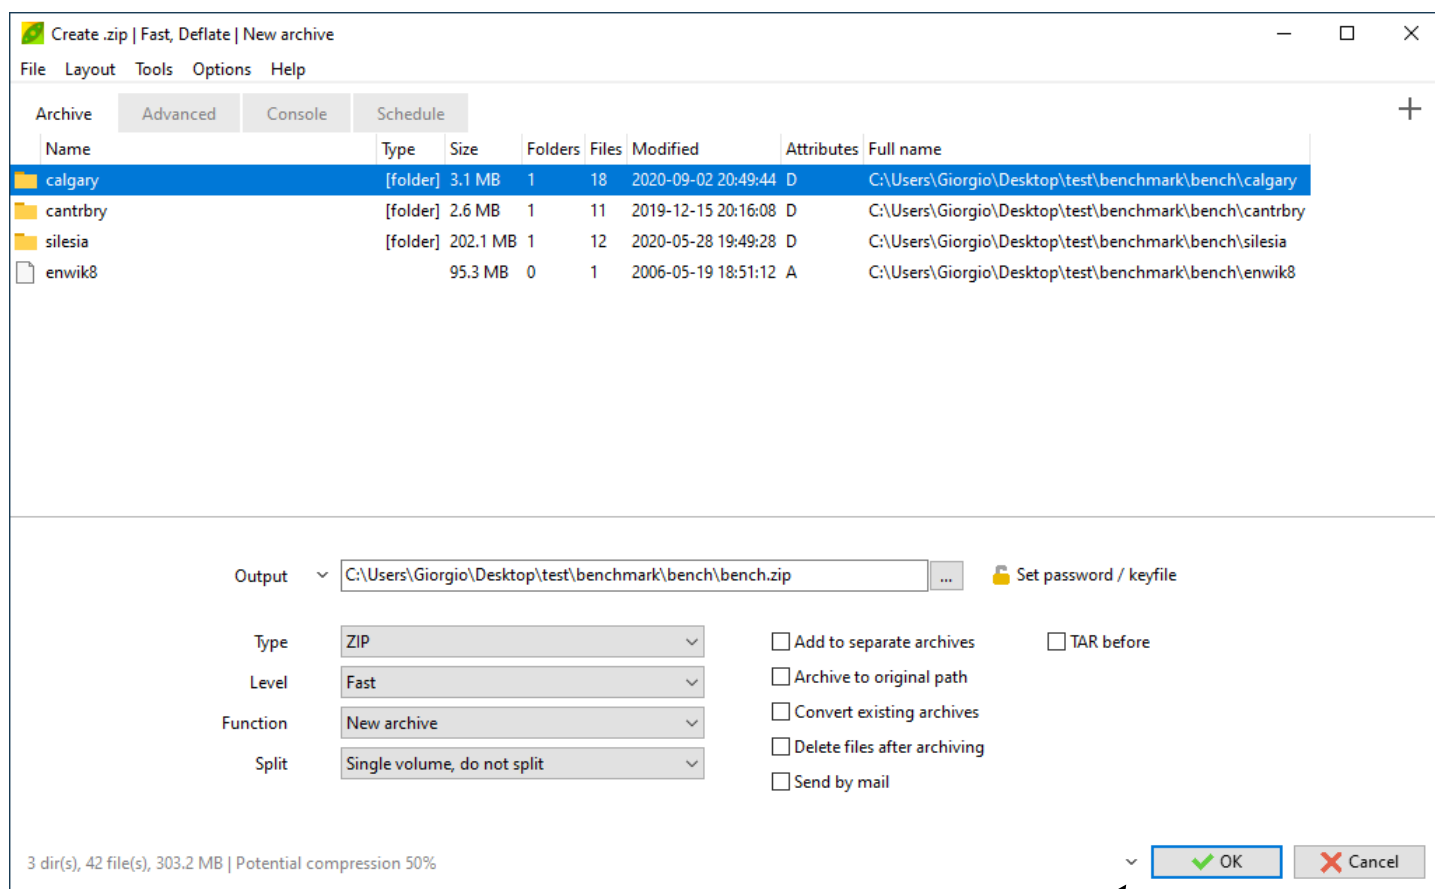 Create .zip | Fast, Deflate | New archive
File Layout Tools Options Help
Archive Advanced Console Schedule
Name Type Size Folders Files Modified Attributes Full name
calgary [folder] 3.1 MB 1 18 2020-09-02 20:49:44 D C:\Users\Giorgio\Desktop\test\benchmark\bench\calgary
cantrbry [folder] 2.6 MB 1 11 2019-12-15 20:16:08 D C:\Users\Giorgio\Desktop\test\benchmark\bench\cantrbry
silesia [folder] 202.1 MB 1 12 2020-05-28 19:49:28 D C:\Users\Giorgio\Desktop\test\benchmark\bench\silesia
enwik8 95.3 MB 0 1 2006-05-19 18:51:12 A C:\Users\Giorgio\Desktop\test\benchmark\bench\enwik8
Output C:\Users\Giorgio\Desktop\test\benchmark\bench\bench.zip ... Set password / keyfile
Type ZIP Add to separate archives TAR before
Archive to original path
Level Fast
Convert existing archives
Function New archive
Delete files after archiving
Split Single volume, do not split
Send by mail
3 dir(s), 42 file(s), 303.2 MB | Potential compression 50% OK Cancel